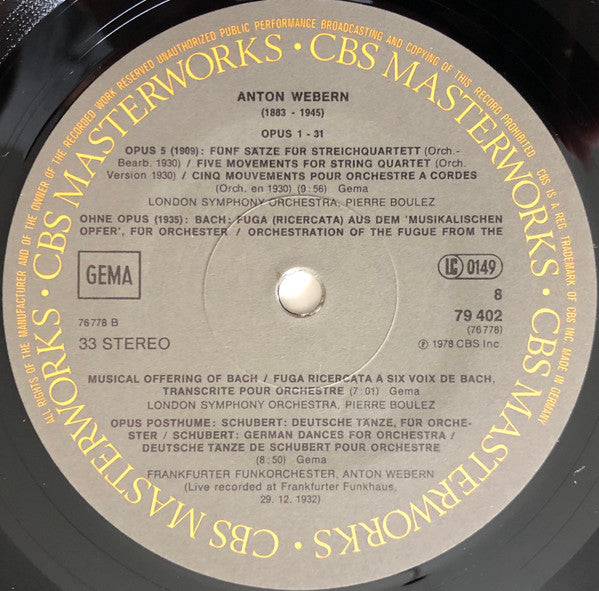 ALL RIGHTS OF THE MANUFACTURER AND OF THE OWNER OF THE RECORDED WORK RESERVED UNAUTHORIZED PUBLIC PERFORMANCE BROADCASTING AND COPYING OF THIS RECORD PROHIBITED CBS IS A REG. TRADEMARK OF CBS INC. MADE IN GERMANY
CBS MASTERWORKS · CBS MASTERWORKS · CBS MASTERWORKS · CBS MASTERWORKS ·
ANTON WEBERN
(1883 - 1945)
OPUS 1 - 31
OPUS 5 (1909): FÜNF SÄTZE FÜR STREICHQUARTETT (Orch.-
Bearb. 1930) / FIVE MOVEMENTS FOR STRING QUARTET (Orch.
Version 1930) / CINQ MOUVEMENTS POUR ORCHESTRE A CORDES
(Orch. en 1930) (9:56) Gema
LONDON SYMPHONY ORCHESTRA, PIERRE BOULEZ
OHNE OPUS (1935): BACH: FUGA (RICERCATA) AUS DEM 'MUSIKALISCHEN
OPFER', FÜR ORCHESTER / ORCHESTRATION OF THE FUGUE FROM THE
GEMA
LC 0149
8
76 778 B
79 402
(76 778)
33 STEREO
℗ 1978 CBS Inc.
MUSICAL OFFERING OF BACH / FUGA RICERCATA A SIX VOIX DE BACH,
TRANSCRITE POUR ORCHESTRE (7:01) Gema
LONDON SYMPHONY ORCHESTRA, PIERRE BOULEZ
OPUS POSTHUME: SCHUBERT: DEUTSCHE TÄNZE, FÜR ORCHE-
STER / SCHUBERT: GERMAN DANCES FOR ORCHESTRA /
DEUTSCHE TÄNZE DE SCHUBERT POUR ORCHESTRE
(8:50) Gema
FRANKFURTER FUNKORCHESTER, ANTON WEBERN
(Live recorded at Frankfurter Funkhaus,
29. 12. 1932)